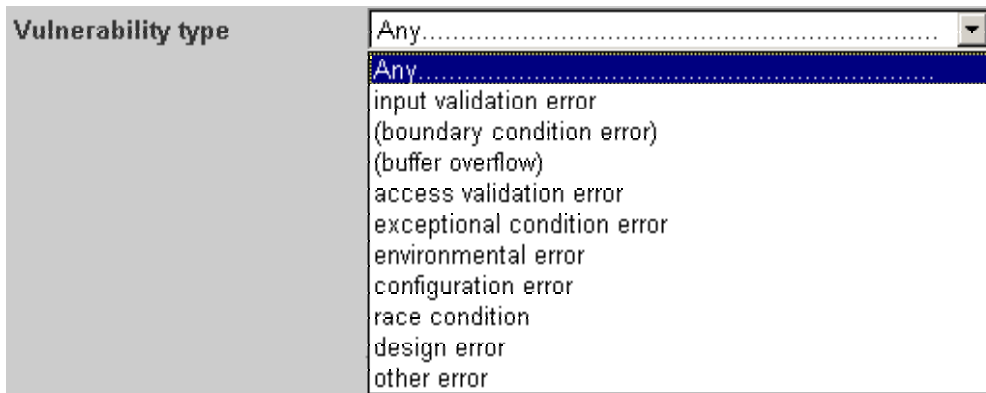 Vulnerability type
Any..................................................................
Any..................................................................
input validation error
(boundary condition error)
(buffer overflow)
access validation error
exceptional condition error
environmental error
configuration error
race condition
design error
other error